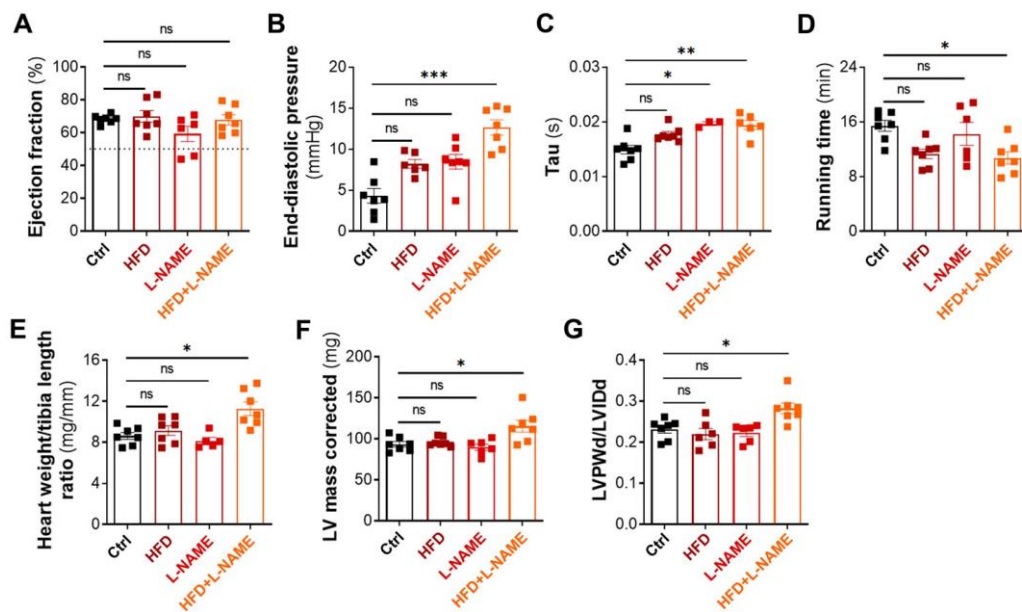 A
Ejection fraction (%)
100
80
60
40
20
0
ns
ns
ns
Ctrl
HFD
L-NAME
HFD+L-NAME
B
End-diastolic pressure
(mmHg)
20
15
10
5
0
***
ns
ns
Ctrl
HFD
L-NAME
HFD+L-NAME
C
Tau (s)
0.03
0.02
0.01
0.00
**
*
ns
Ctrl
HFD
L-NAME
HFD+L-NAME
D
Running time (min)
24
16
8
0
*
ns
ns
Ctrl
HFD
L-NAME
HFD+L-NAME
E
Heart weight/tibia length
ratio (mg/mm)
16
12
8
4
0
*
ns
ns
Ctrl
HFD
L-NAME
HFD+L-NAME
F
LV mass corrected (mg)
200
150
100
50
0
*
ns
ns
Ctrl
HFD
L-NAME
HFD+L-NAME
G
LVPWd/LVIDd
0.4
0.3
0.2
0.1
0.0
*
ns
ns
Ctrl
HFD
L-NAME
HFD+L-NAME